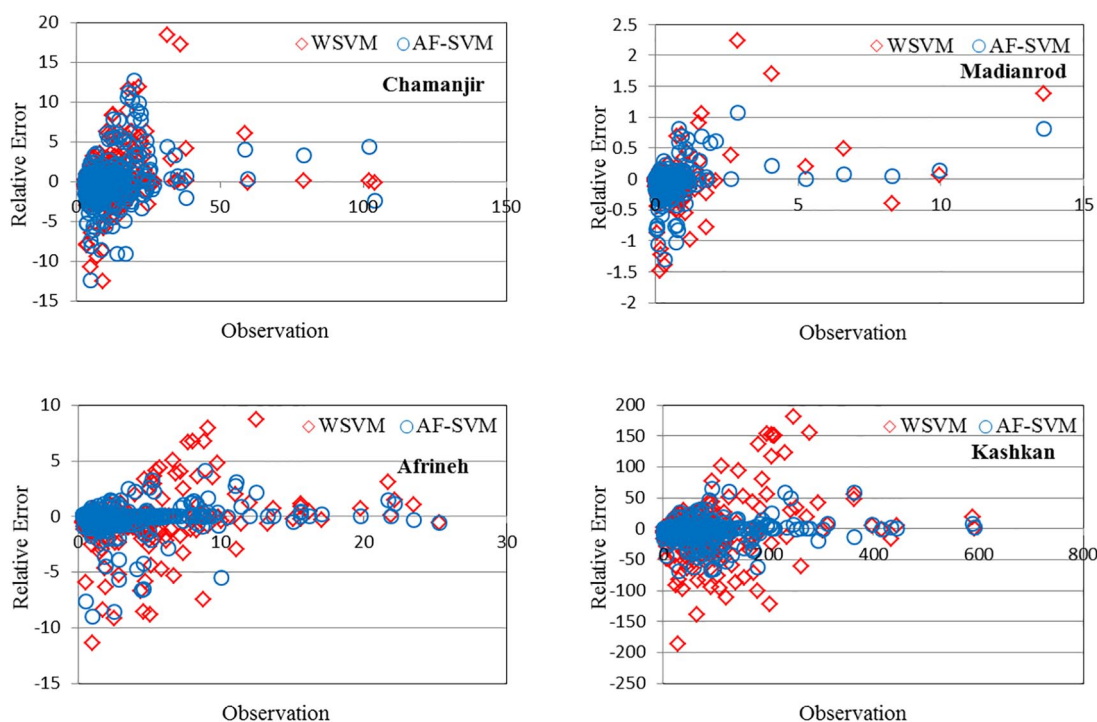 20
15
10
5
0
-5
-10
-15
0 50 100 150
Relative Error
Observation
WSVM AF-SVM
Chamanjir
2.5
2
1.5
1
0.5
0
-0.5
-1
-1.5
-2
0 5 10 15
Relative Error
Observation
WSVM AF-SVM
Madianrod
10
5
0
-5
-10
-15
0 10 20 30
Relative Error
Observation
WSVM AF-SVM
Afrineh
200
150
100
50
0
-50
-100
-150
-200
-250
0 200 400 600 800
Relative Error
Observation
WSVM AF-SVM
Kashkan